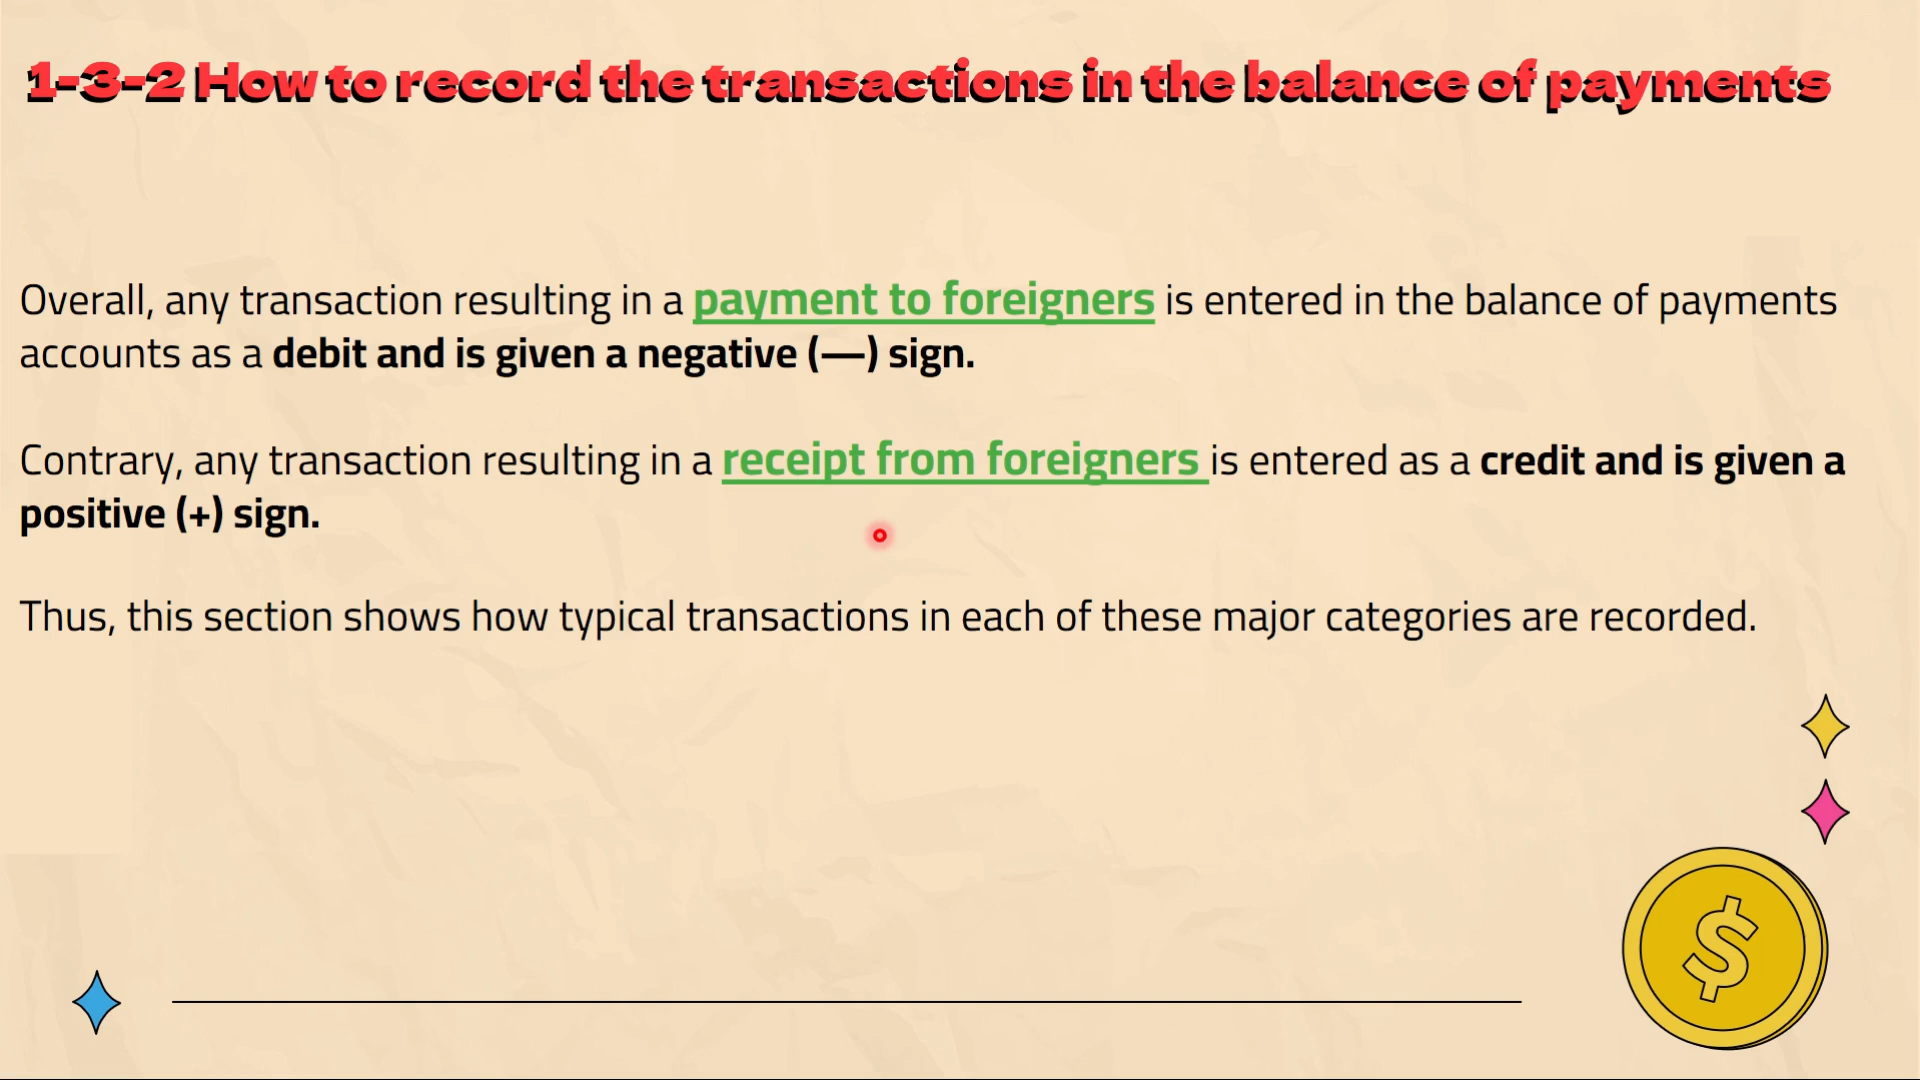 1-3-2 How to record the transactions in the balance of payments
Overall, any transaction resulting in a payment to foreigners is entered in the balance of payments
accounts as a debit and is given a negative (—) sign.
Contrary, any transaction resulting in a receipt from foreigners is entered as a credit and is given a
positive (+) sign.
Thus, this section shows how typical transactions in each of these major categories are recorded.
$